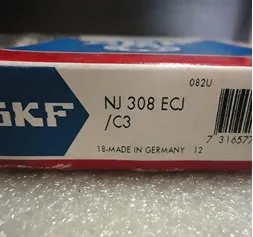 082U
SKF
NJ 308 ECJ
/C3
7 316577
18-MADE IN GERMANY 12